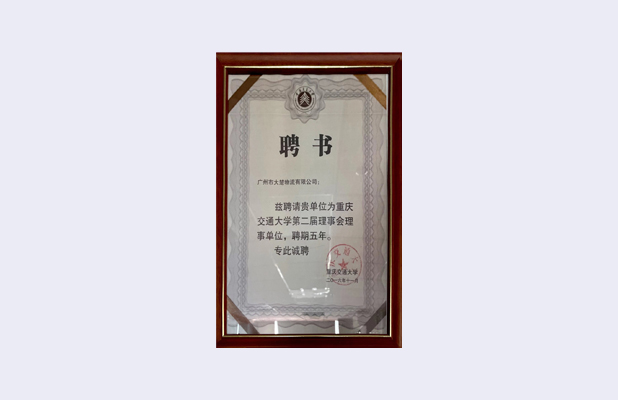 聘书
广州市大楚物流有限公司：
兹聘请贵单位为重庆
交通大学第二届理事会理
事单位，聘期五年。
专此诚聘
重庆交通大学